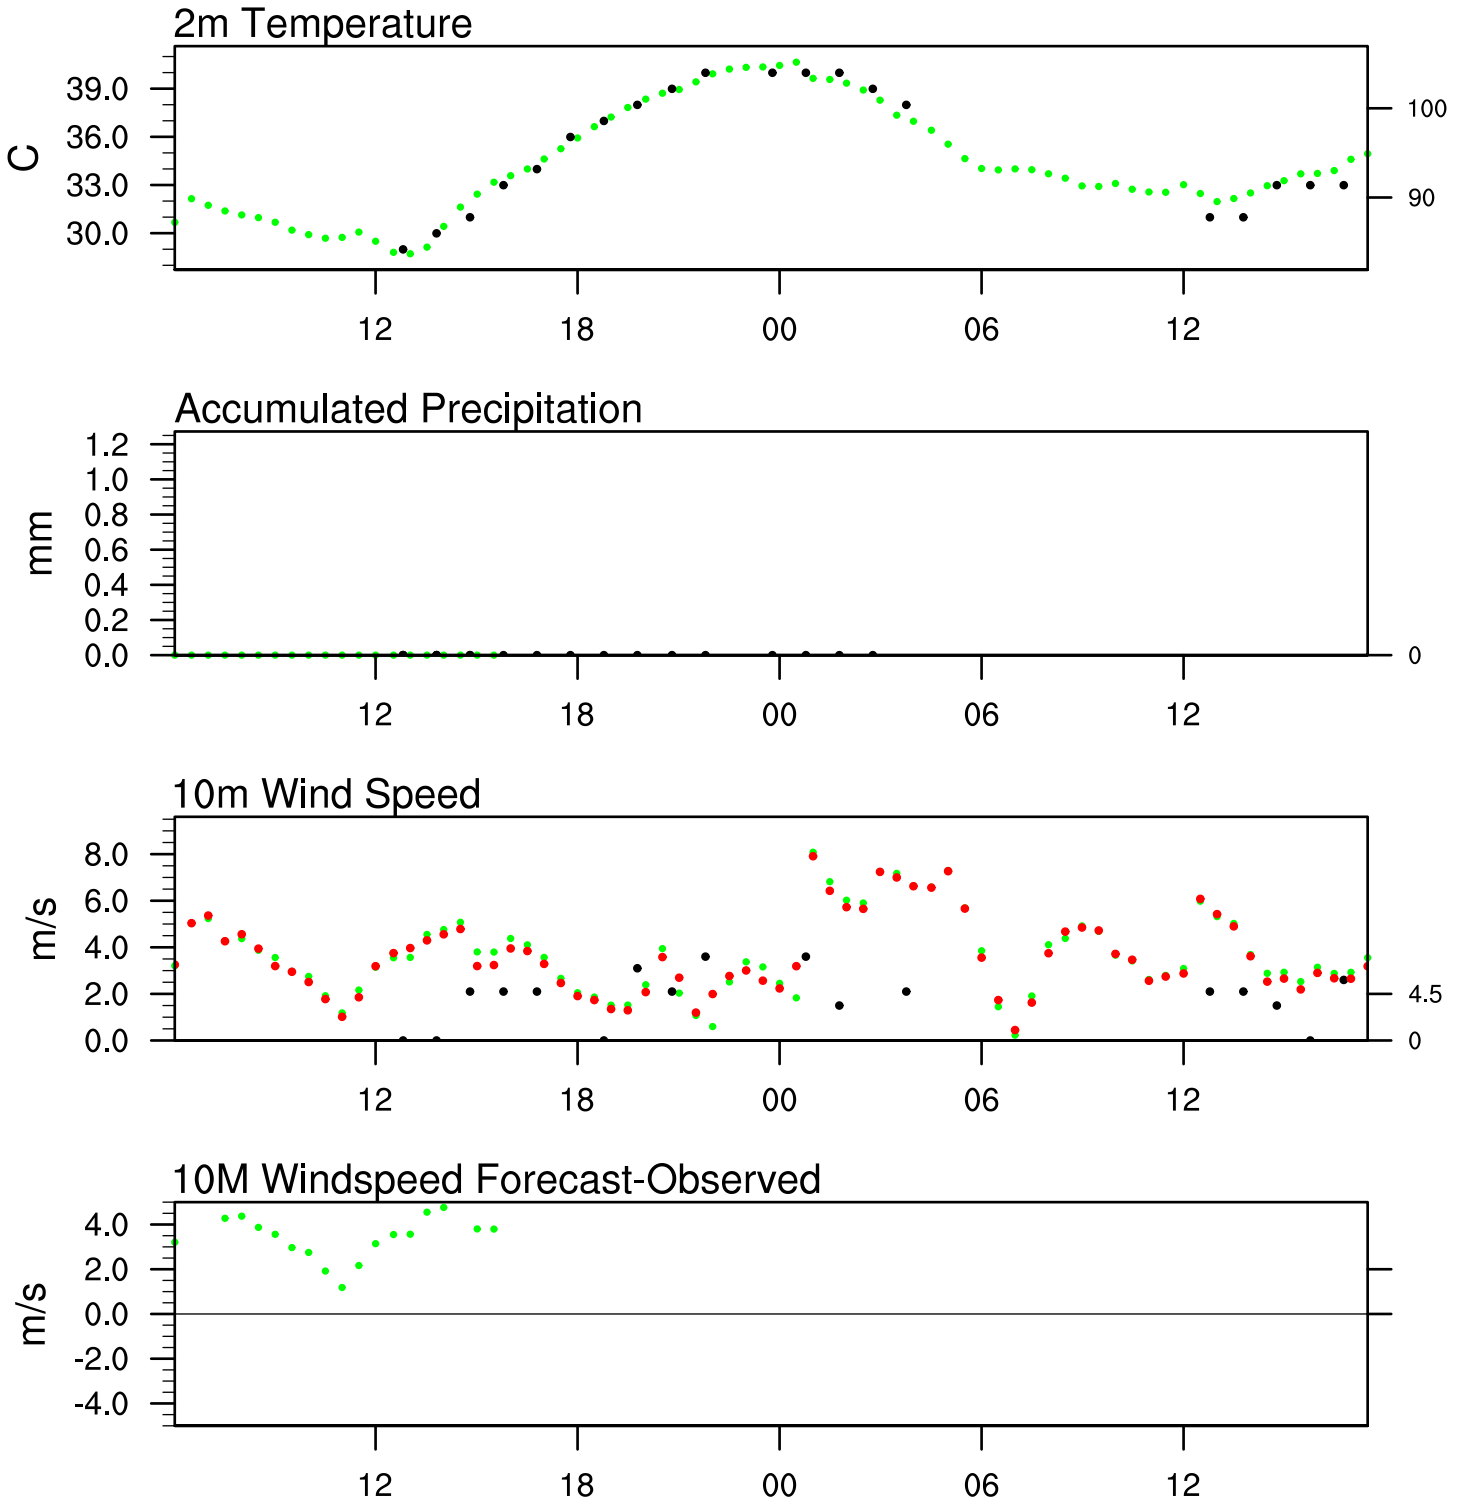 2m Temperature
39.0
36.0
33.0
30.0
C
100
90
12 18 00 06 12
Accumulated Precipitation
1.2
1.0
0.8
0.6
0.4
0.2
0.0
mm
0
12 18 00 06 12
10m Wind Speed
8.0
6.0
4.0
2.0
0.0
m/s
4.5
0
12 18 00 06 12
10M Windspeed Forecast-Observed
4.0
2.0
0.0
-2.0
-4.0
m/s
12 18 00 06 12